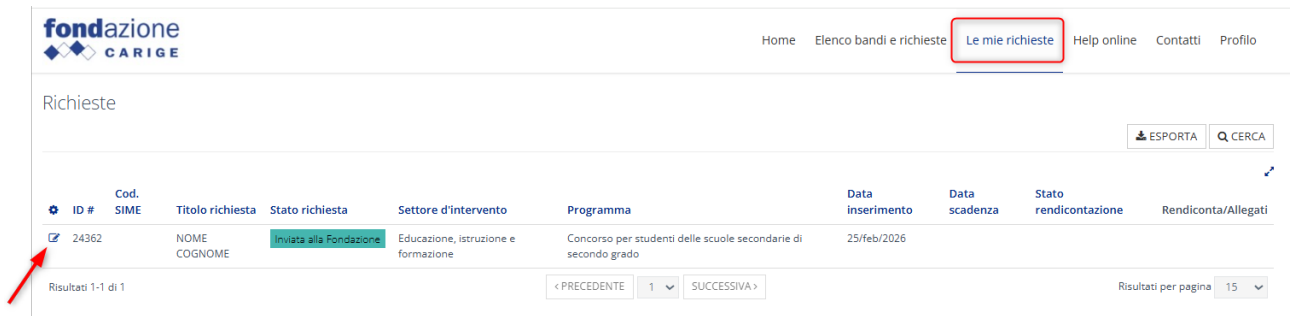 fondazione
CARIGE
Home Elenco bandi e richieste Le mie richieste Help online Contatti Profilo
Richieste
ESPORTA CERCA
ID # Cod. SIME Titolo richiesta Stato richiesta Settore d'intervento Programma Data inserimento Data scadenza Stato rendicontazione Rendiconta/Allegati
24362 NOME COGNOME Inviata alla Fondazione Educazione, istruzione e formazione Concorso per studenti delle scuole secondarie di secondo grado 25/feb/2026
Risultati 1-1 di 1 < PRECEDENTE 1 SUCCESSIVA > Risultati per pagina 15